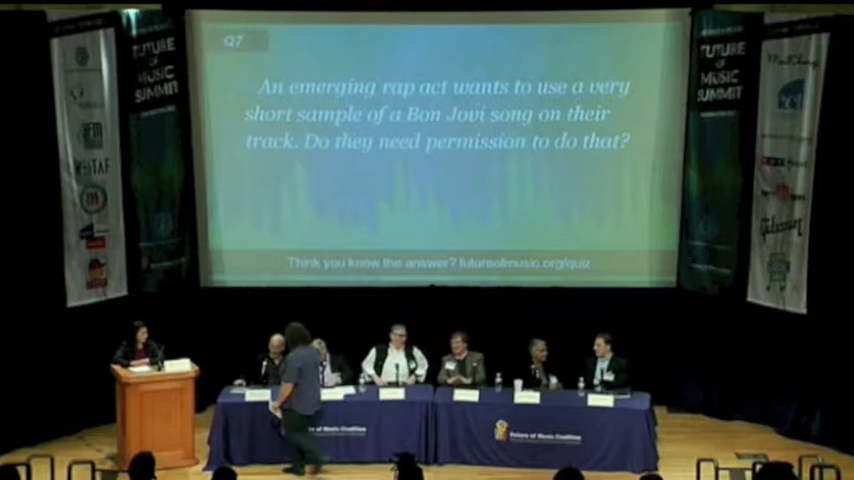 Q7
An emerging rap act wants to use a very
short sample of a Bon Jovi song on their
track. Do they need permission to do that?
Think you know the answer? futureofmusic.org/quiz
FUTURE
OF
MUSIC
SUMMIT
FUTURE
OF
MUSIC
SUMMIT
Gibson
Future of Music Coalition
Future of Music Coalition